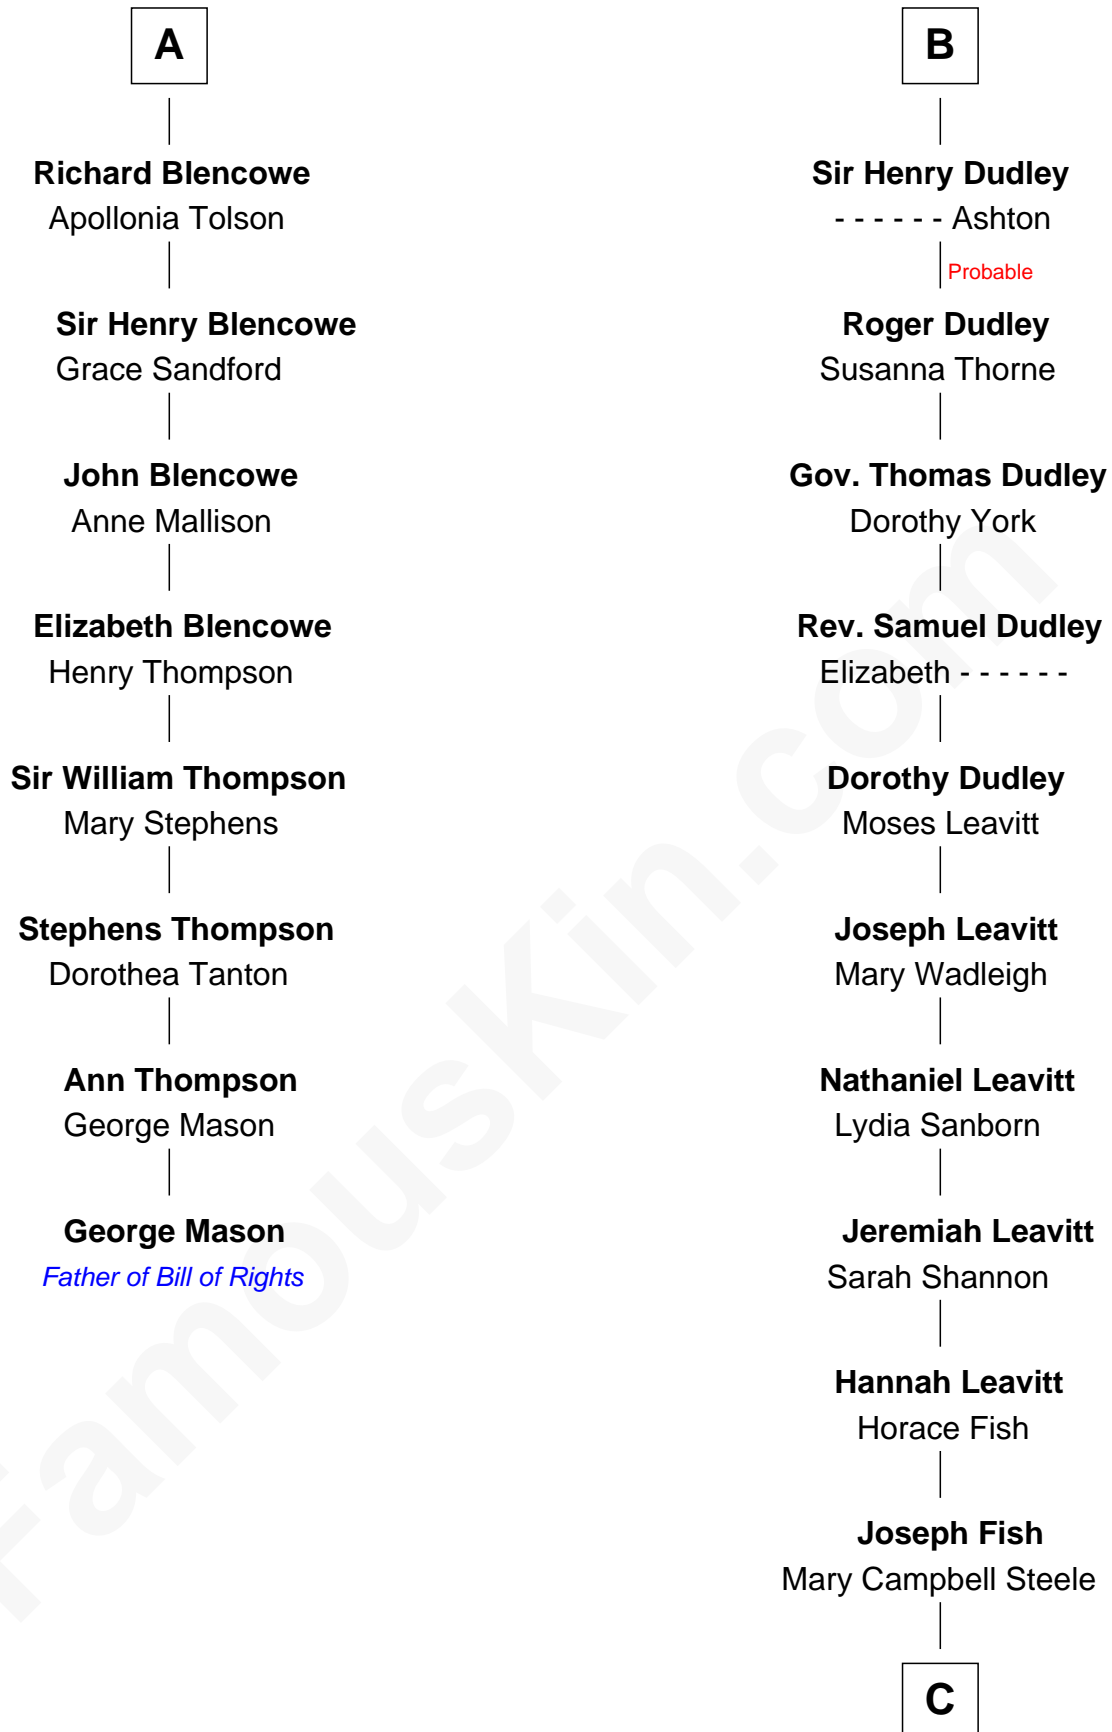 A
Richard Blencowe
Apollonia Tolson
Sir Henry Blencowe
Grace Sandford
John Blencowe
Anne Mallison
Elizabeth Blencowe
Henry Thompson
Sir William Thompson
Mary Stephens
Stephens Thompson
Dorothea Tanton
Ann Thompson
George Mason
George Mason
Father of Bill of Rights
B
Sir Henry Dudley
- - - - - - Ashton
Probable
Roger Dudley
Susanna Thorne
Gov. Thomas Dudley
Dorothy York
Rev. Samuel Dudley
Elizabeth - - - - - -
Dorothy Dudley
Moses Leavitt
Joseph Leavitt
Mary Wadleigh
Nathaniel Leavitt
Lydia Sanborn
Jeremiah Leavitt
Sarah Shannon
Hannah Leavitt
Horace Fish
Joseph Fish
Mary Campbell Steele
C
FamousKin.com